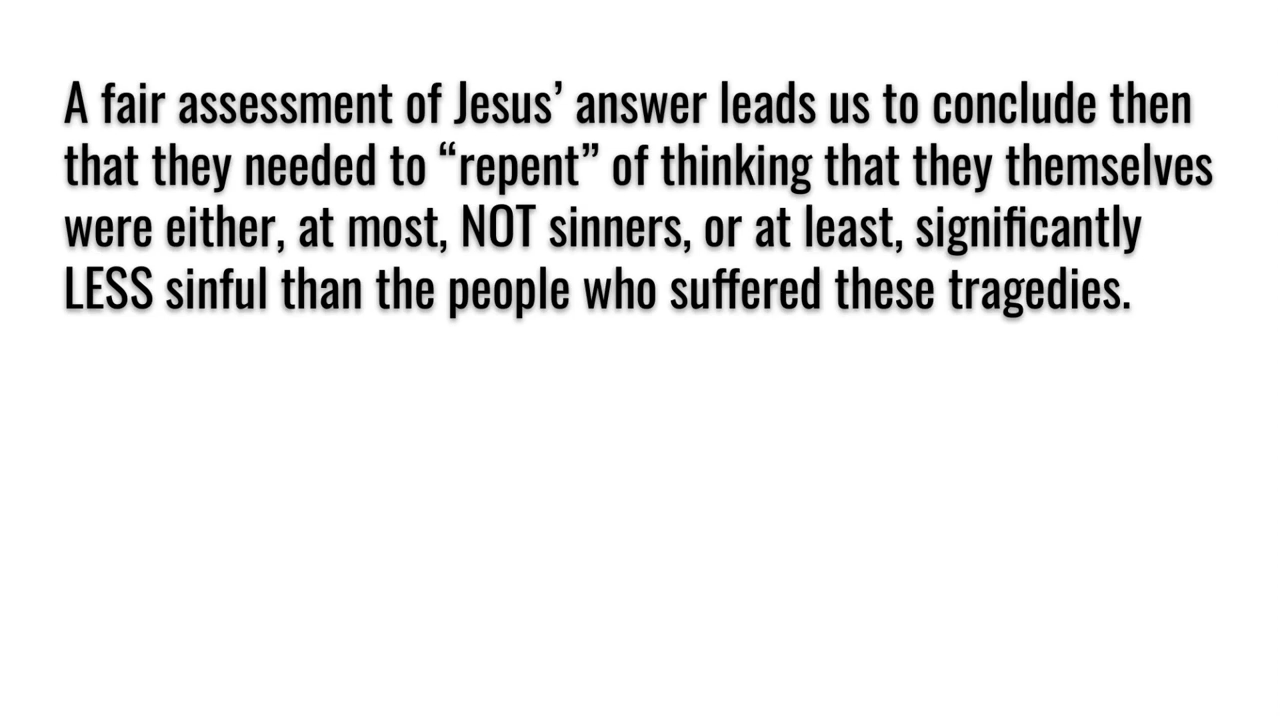 A fair assessment of Jesus’ answer leads us to conclude then
that they needed to “repent” of thinking that they themselves
were either, at most, NOT sinners, or at least, significantly
LESS sinful than the people who suffered these tragedies.